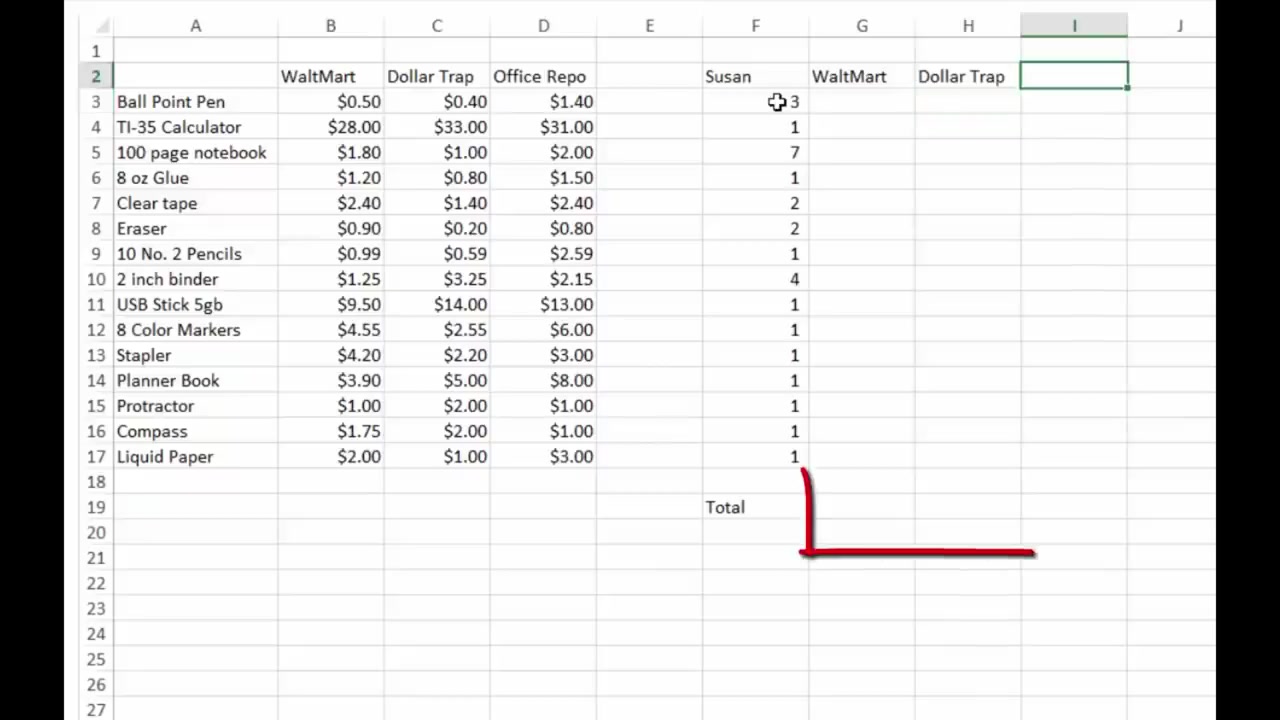 A B C D E F G H I J
1
2 WaltMart Dollar Trap Office Repo Susan WaltMart Dollar Trap
3 Ball Point Pen $0.50 $0.40 $1.40 3
4 TI-35 Calculator $28.00 $33.00 $31.00 1
5 100 page notebook $1.80 $1.00 $2.00 7
6 8 oz Glue $1.20 $0.80 $1.50 1
7 Clear tape $2.40 $1.40 $2.40 2
8 Eraser $0.90 $0.20 $0.80 2
9 10 No. 2 Pencils $0.99 $0.59 $2.59 1
10 2 inch binder $1.25 $3.25 $2.15 4
11 USB Stick 5gb $9.50 $14.00 $13.00 1
12 8 Color Markers $4.55 $2.55 $6.00 1
13 Stapler $4.20 $2.20 $3.00 1
14 Planner Book $3.90 $5.00 $8.00 1
15 Protractor $1.00 $2.00 $1.00 1
16 Compass $1.75 $2.00 $1.00 1
17 Liquid Paper $2.00 $1.00 $3.00 1
18
19 Total
20
21
22
23
24
25
26
27